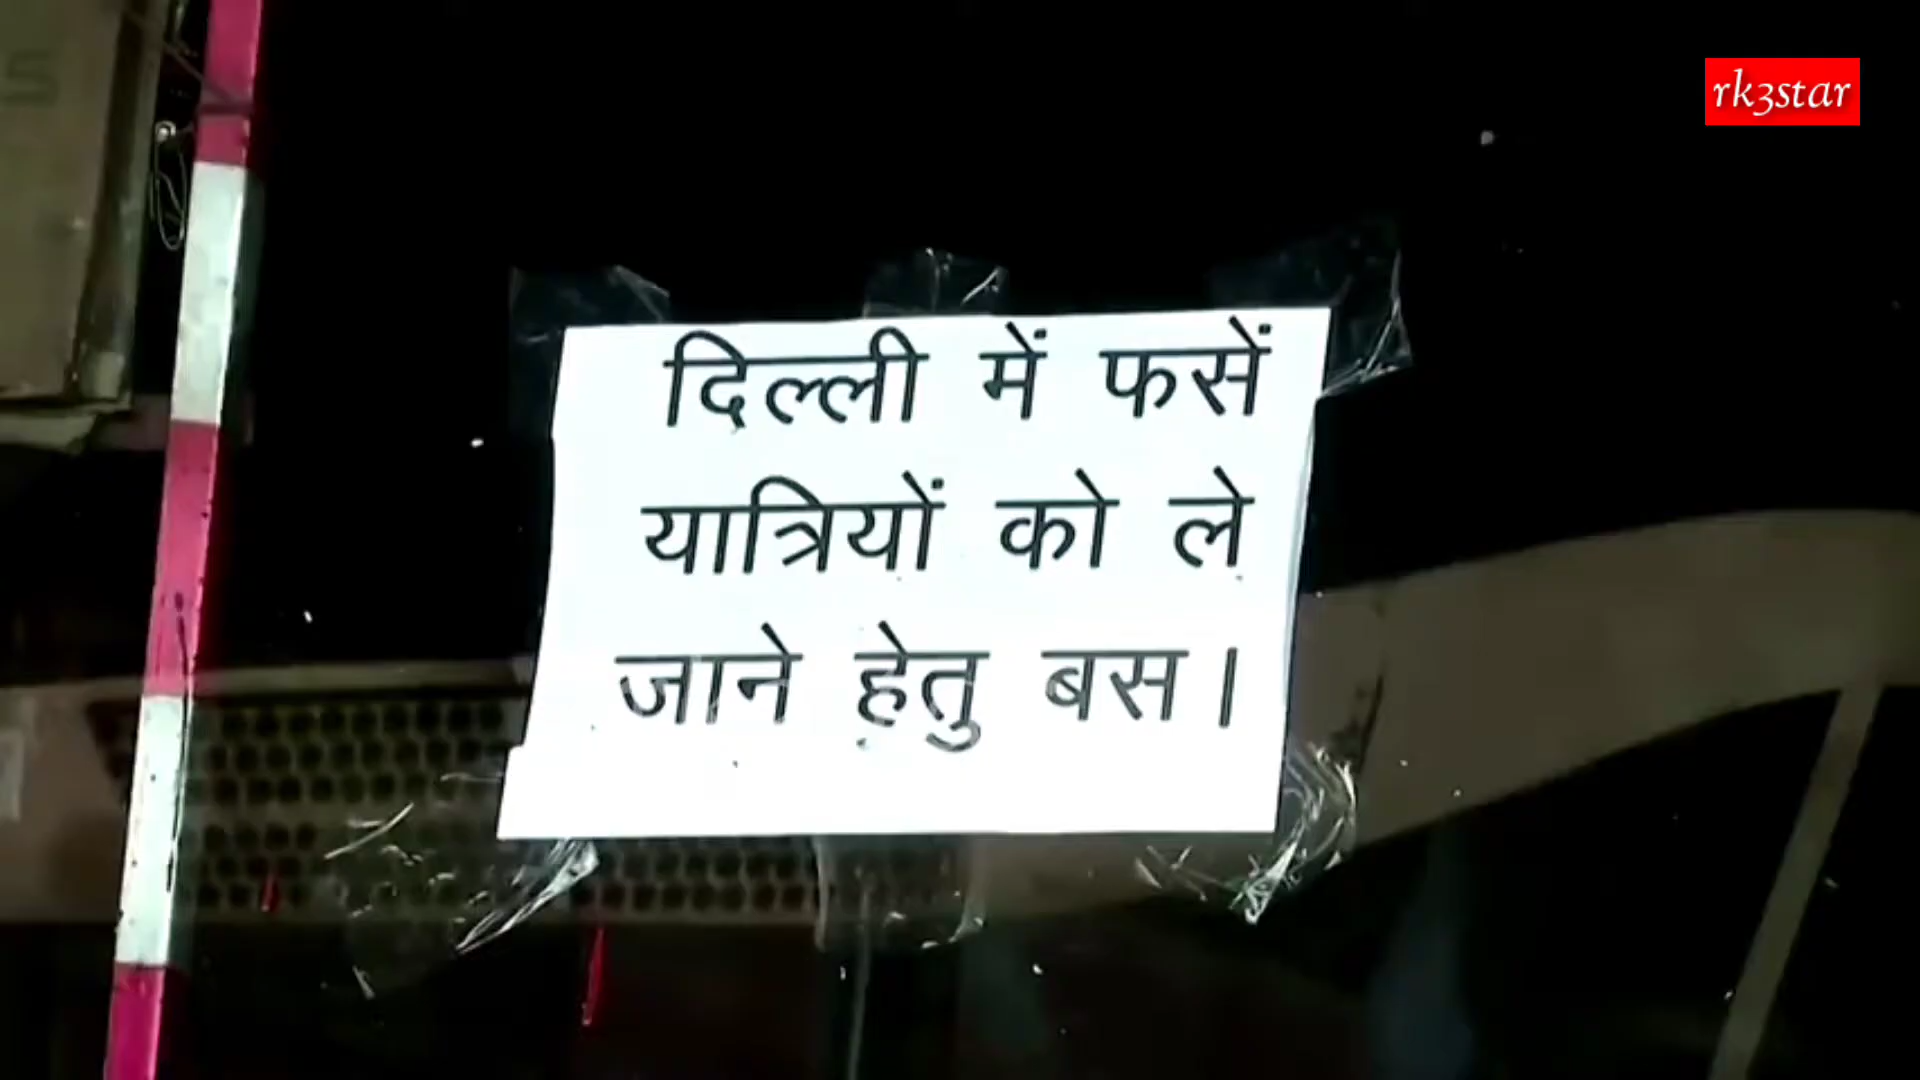 rk3star
दिल्ली में फसें
यात्रियों को ले
जाने हेतु बस।